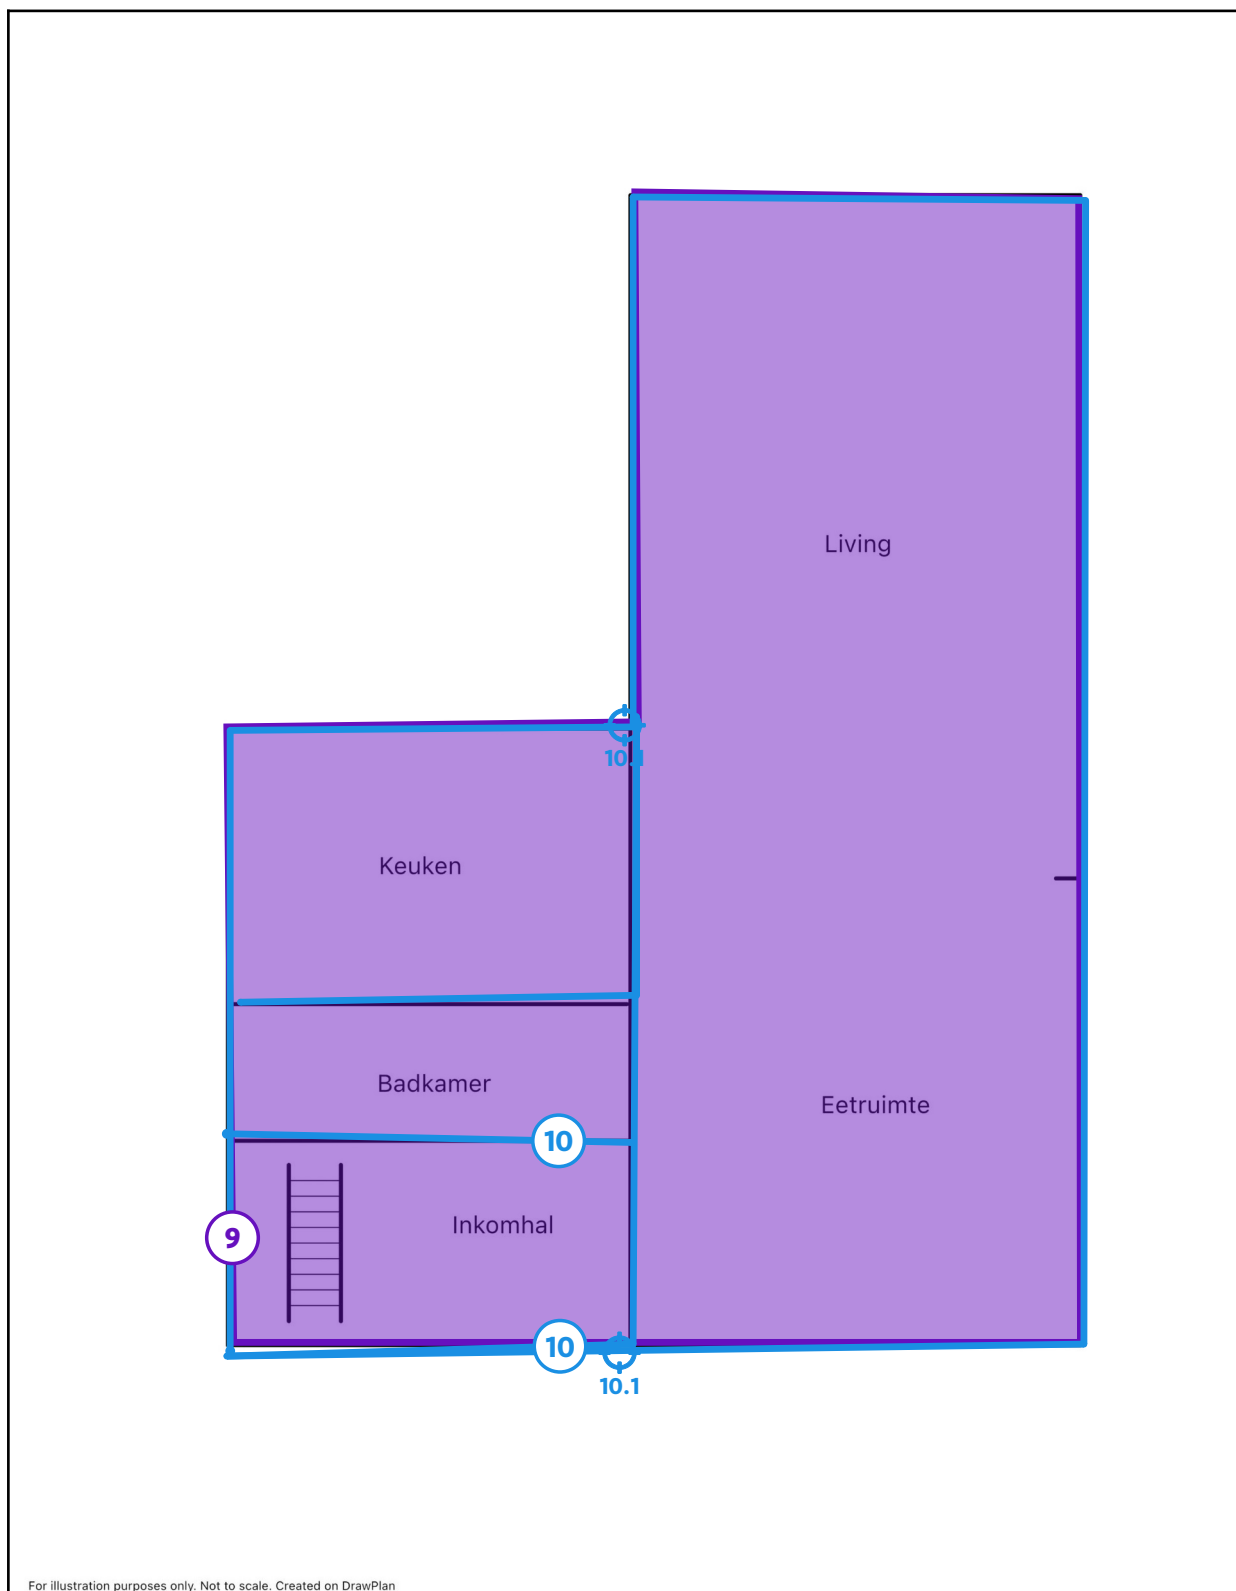 Living
10.1
Keuken
Badkamer
Eetruimte
10
Inkomhal
9
10
10.1
For illustration purposes only. Not to scale. Created on DrawPlan